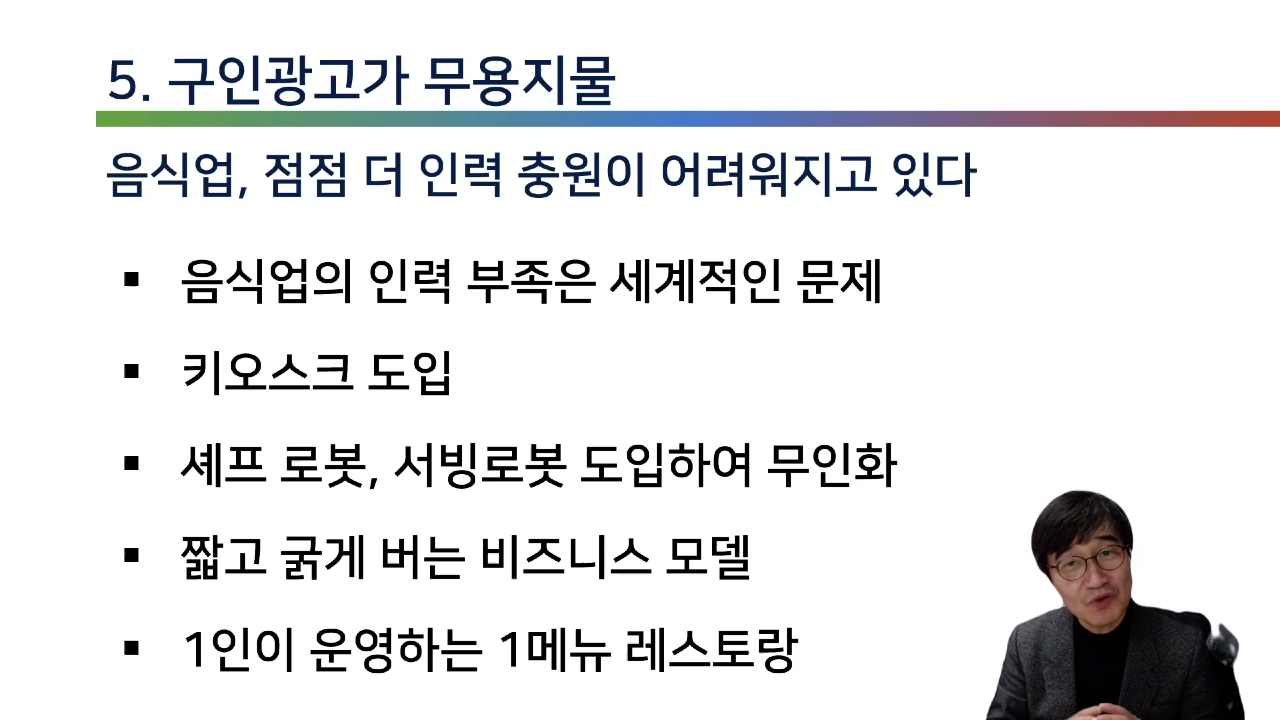 5. 구인광고가 무용지물
음식업, 점점 더 인력 충원이 어려워지고 있다
▪ 음식업의 인력 부족은 세계적인 문제
▪ 키오스크 도입
▪ 셰프 로봇, 서빙로봇 도입하여 무인화
▪ 짧고 굵게 버는 비즈니스 모델
▪ 1인이 운영하는 1메뉴 레스토랑